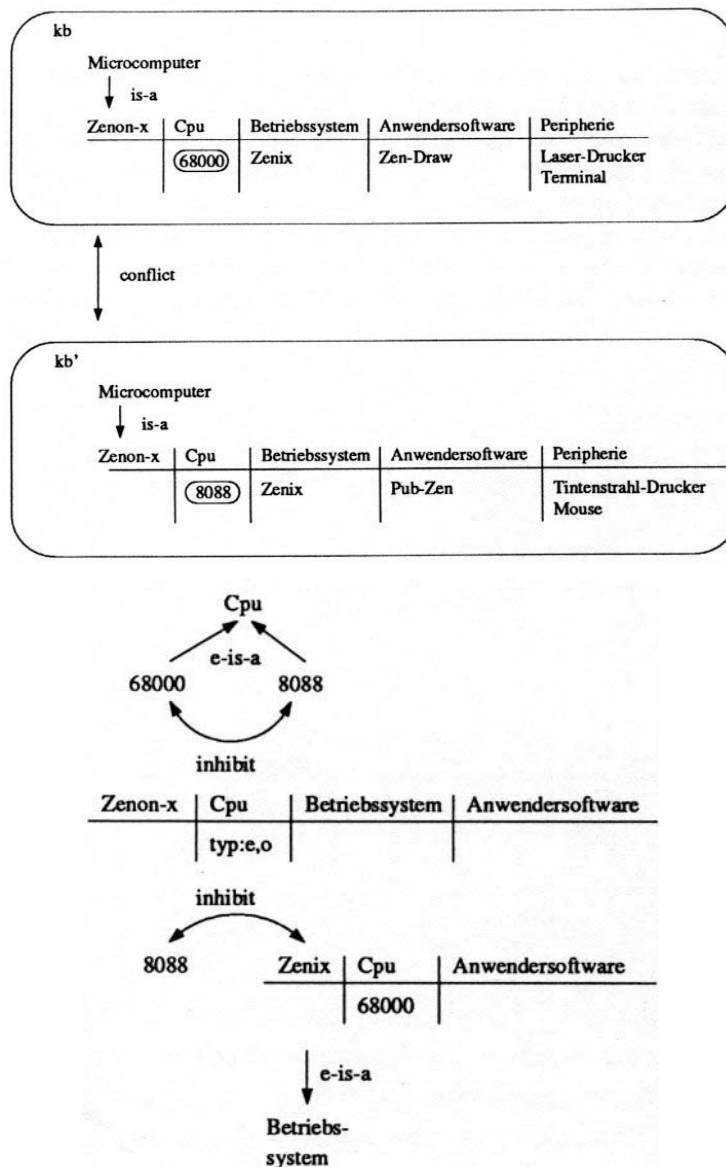 kb
Microcomputer
is-a
Zenon-x Cpu Betriebssystem Anwendersoftware Peripherie
68000 Zenix Zen-Draw Laser-Drucker
Terminal
conflict
kb’
Microcomputer
is-a
Zenon-x Cpu Betriebssystem Anwendersoftware Peripherie
8088 Zenix Pub-Zen Tintenstrahl-Drucker
Mouse
Cpu
e-is-a
68000 8088
inhibit
Zenon-x Cpu Betriebssystem Anwendersoftware
typ:e,o
inhibit
8088 Zenix Cpu Anwendersoftware
68000
e-is-a
Betriebs-
system